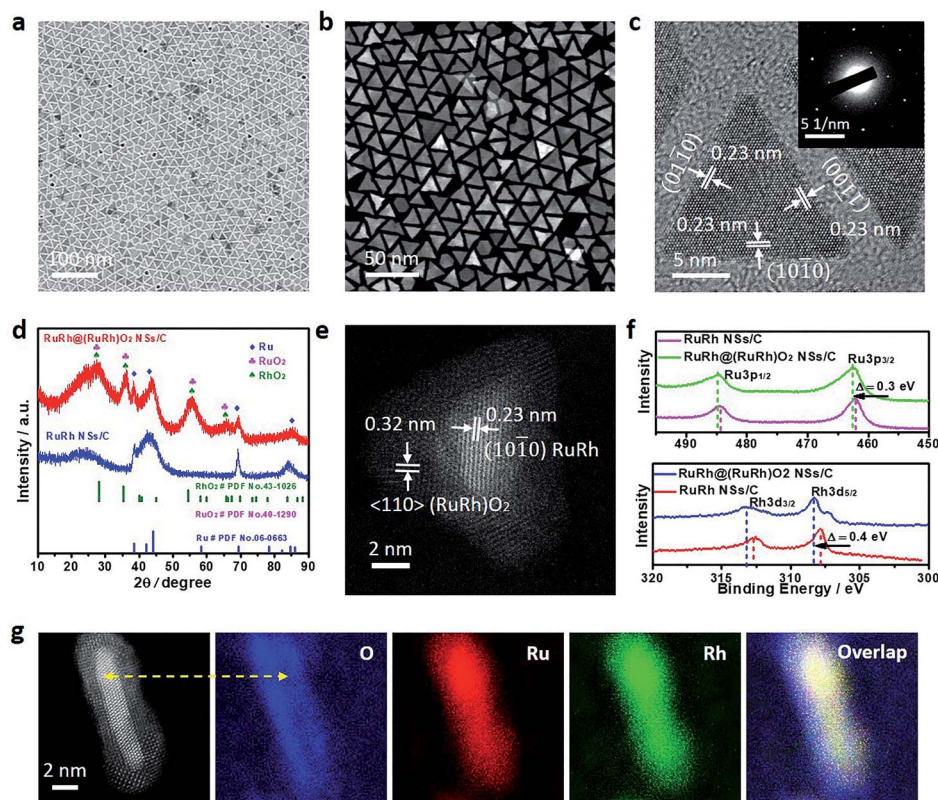 a
100 nm
b
50 nm
c
5 1/nm
(011̄0)
0.23 nm
(11̄00)
0.23 nm
0.23 nm
(101̄0)
5 nm
d
Intensity / a.u.
RuRh@(RuRh)O₂ NSs/C
Ru
RuO₂
RhO₂
RuRh NSs/C
RhO₂# PDF No.43-1026
RuO₂# PDF No.40-1290
Ru# PDF No.06-0663
10 20 30 40 50 60 70 80 90
2θ / degree
e
0.32 nm
0.23 nm
(101̄0) RuRh
<110> (RuRh)O₂
2 nm
f
Intensity
RuRh NSs/C
RuRh@(RuRh)O₂ NSs/C
Ru3p₁/₂
Ru3p₃/₂
Δ = 0.3 eV
490 480 470 460 450
Intensity
RuRh@(RuRh)O2 NSs/C
RuRh NSs/C
Rh3d₃/₂
Rh3d₅/₂
Δ = 0.4 eV
320 315 310 305 300
Binding Energy / eV
g
2 nm
O
Ru
Rh
Overlap